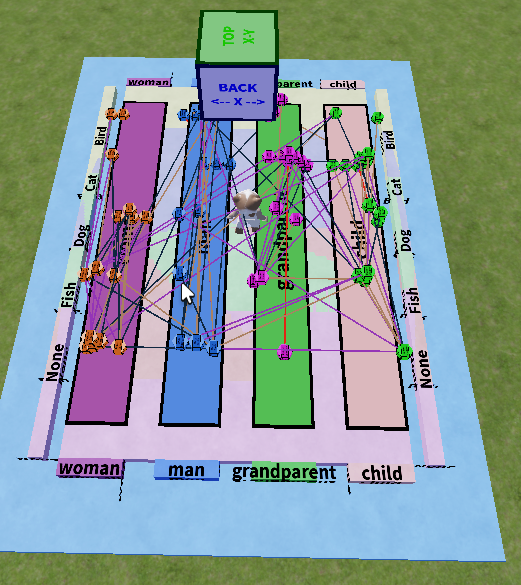 TOP
X-Y
BACK
<-- X -->
woman
parent
child
Bird
Cat
Dog
Fish
None
Bird
Cat
Dog
Fish
None
grandpare
woman
man
grandparent
child